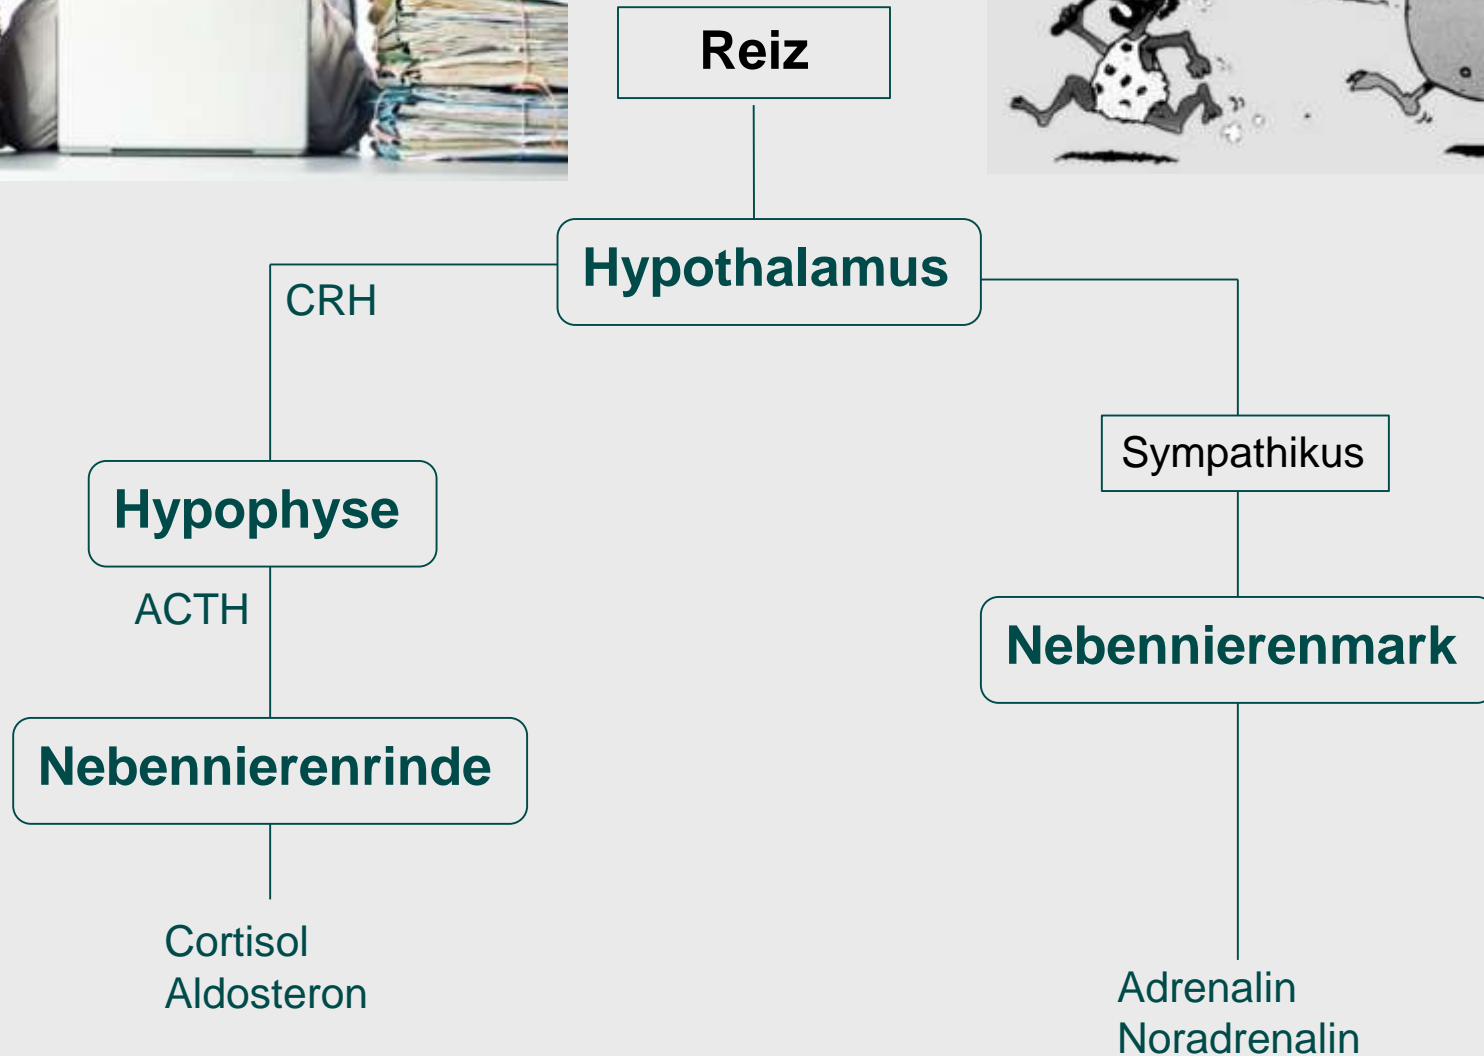 Reiz
Hypothalamus
CRH
Sympathikus
Hypophyse
ACTH
Nebennierenmark
Nebennierenrinde
Cortisol
Aldosteron
Adrenalin
Noradrenalin